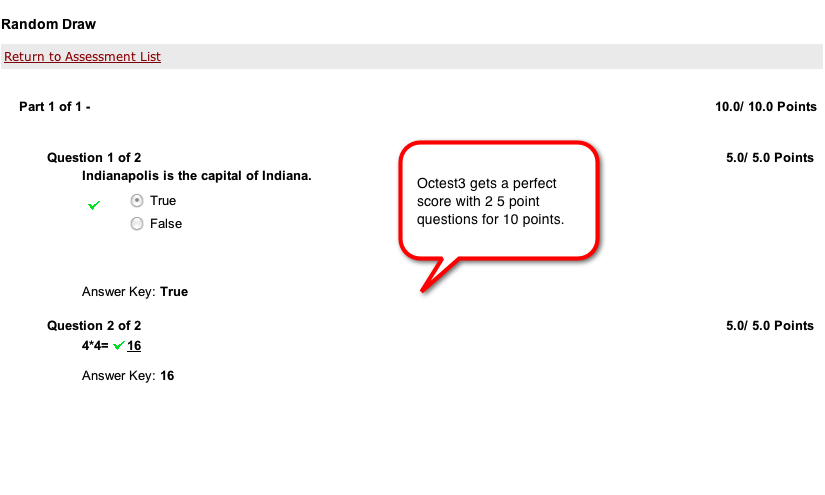 Random Draw
Return to Assessment List
Part 1 of 1 - 10.0/ 10.0 Points
Question 1 of 2 5.0/ 5.0 Points
Indianapolis is the capital of Indiana.
True
False
Octest3 gets a perfect
score with 2 5 point
questions for 10 points.
Answer Key: True
Question 2 of 2 5.0/ 5.0 Points
4*4= 16
Answer Key: 16